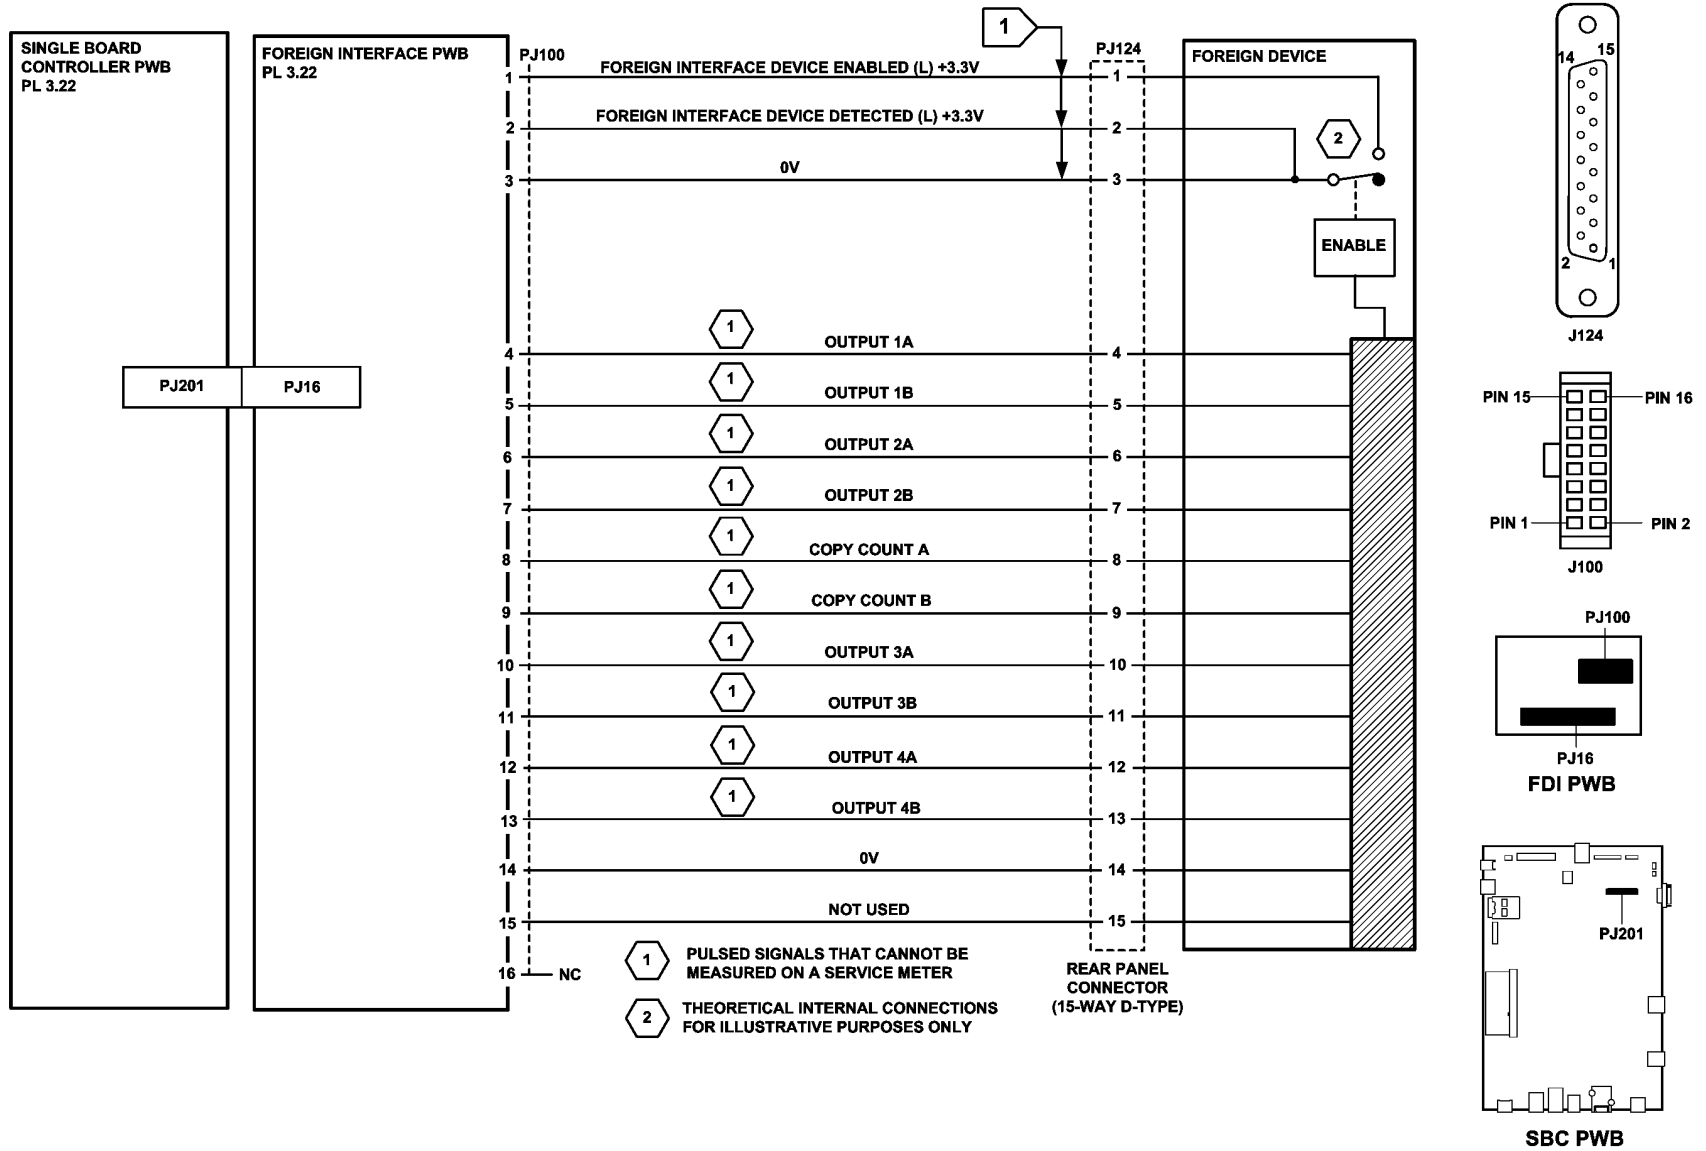 SINGLE BOARD
CONTROLLER PWB
PL 3.22
FOREIGN INTERFACE PWB
PL 3.22
PJ201
PJ16
PJ100
1
PJ124
FOREIGN DEVICE
1
FOREIGN INTERFACE DEVICE ENABLED (L) +3.3V
1
2
FOREIGN INTERFACE DEVICE DETECTED (L) +3.3V
2
2
3
0V
3
ENABLE
4
1
OUTPUT 1A
4
5
1
OUTPUT 1B
5
6
1
OUTPUT 2A
6
7
1
OUTPUT 2B
7
8
1
COPY COUNT A
8
9
1
COPY COUNT B
9
10
1
OUTPUT 3A
10
11
1
OUTPUT 3B
11
12
1
OUTPUT 4A
12
13
1
OUTPUT 4B
13
14
0V
14
15
NOT USED
15
16
NC
1
PULSED SIGNALS THAT CANNOT BE
MEASURED ON A SERVICE METER
2
THEORETICAL INTERNAL CONNECTIONS
FOR ILLUSTRATIVE PURPOSES ONLY
REAR PANEL
CONNECTOR
(15-WAY D-TYPE)
14
15
2
1
J124
PIN 15
PIN 16
PIN 1
PIN 2
J100
PJ100
PJ16
FDI PWB
PJ201
SBC PWB